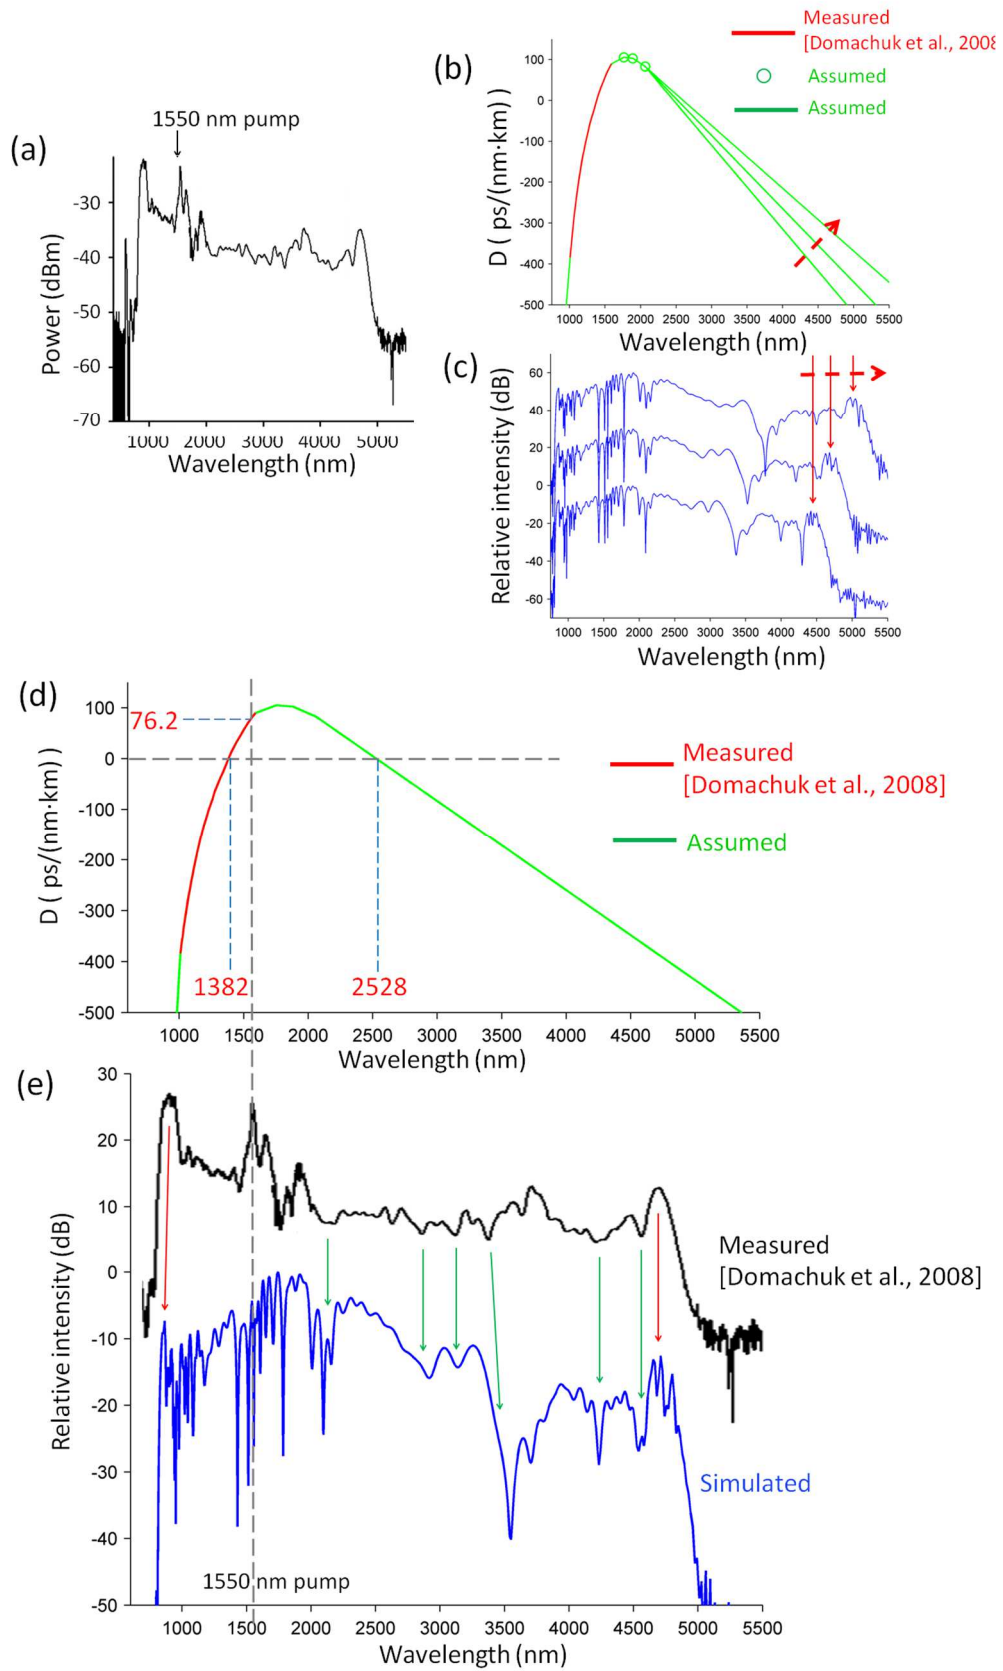 (a)
1550 nm pump
Power (dBm)
-30
-40
-50
-60
-70
1000 2000 3000 4000 5000
Wavelength (nm)
(b)
Measured
[Domachuk et al., 2008
Assumed
Assumed
D ( ps/(nm·km) )
100
0
-100
-200
-300
-400
-500
1000 1500 2000 2500 3000 3500 4000 4500 5000 5500
Wavelength (nm)
(c)
Relative intensity (dB)
60
40
20
0
-20
-40
-60
1000 1500 2000 2500 3000 3500 4000 4500 5000 5500
Wavelength (nm)
(d)
D ( ps/(nm·km) )
100
76.2
0
-100
-200
-300
-400
-500
1382
2528
Measured
[Domachuk et al., 2008]
Assumed
1000 1500 2000 2500 3000 3500 4000 4500 5000 5500
Wavelength (nm)
(e)
Relative intensity (dB)
30
20
10
0
-10
-20
-30
-40
-50
Measured
[Domachuk et al., 2008]
Simulated
1550 nm pump
1000 1500 2000 2500 3000 3500 4000 4500 5000 5500
Wavelength (nm)